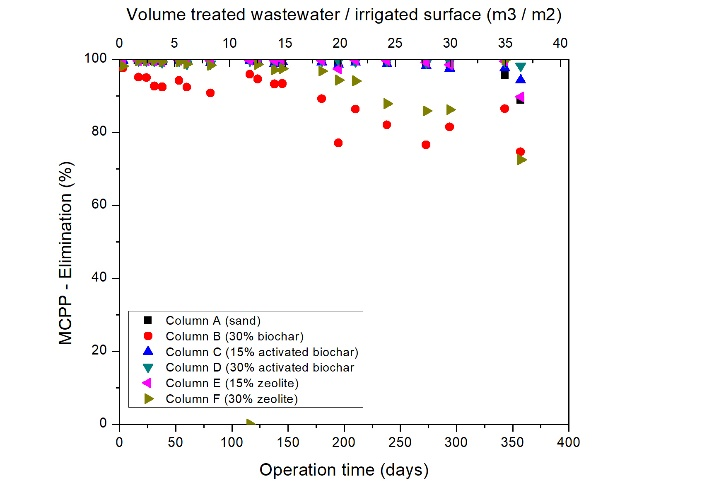 Volume treated wastewater / irrigated surface (m3 / m2)
0 5 10 15 20 25 30 35 40
100
80
60
40
20
0
MCPP - Elimination (%)
Column A (sand)
Column B (30% biochar)
Column C (15% activated biochar)
Column D (30% activated biochar
Column E (15% zeolite)
Column F (30% zeolite)
0 50 100 150 200 250 300 350 400
Operation time (days)